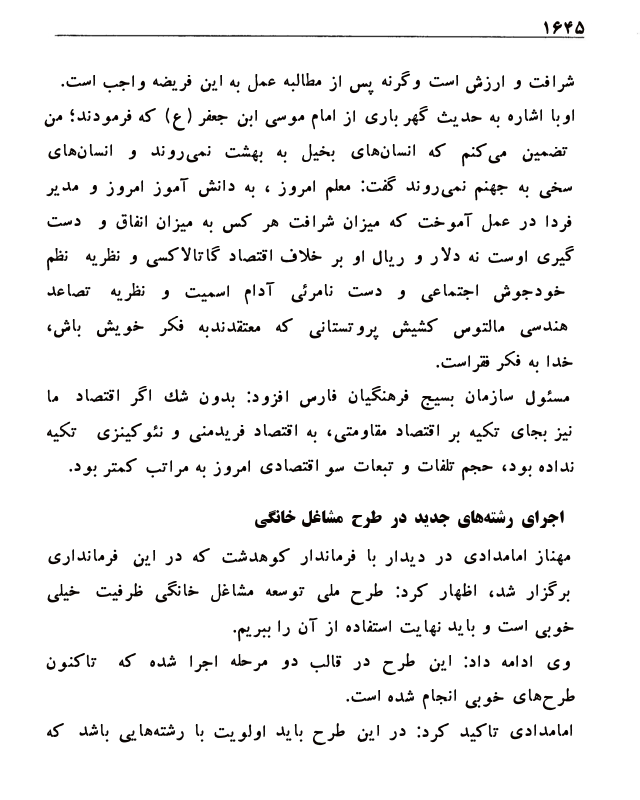 ۱۶۴۵
شرافت و ارزش است وگرنه پس از مطالبه عمل به این فریضه واجب است.
اوبا اشاره به حدیث گهر باری از امام موسی ابن جعفر (ع) که فرمودند؛ من
تضمین می‌کنم که انسان‌های بخیل به بهشت نمی‌روند و انسان‌های
سخی به جهنم نمی‌روند گفت: معلم امروز ، به دانش آموز امروز و مدیر
فردا در عمل آموخت که میزان شرافت هر کس به میزان انفاق و دست
گیری اوست نه دلار و ریال او بر خلاف اقتصاد گاتالاکسی و نظریه نظم
خودجوش اجتماعی و دست نامرئی آدام اسمیت و نظریه تصاعد
هندسی مالتوس کشیش پروتستانی که معتقدندبه فکر خویش باش،
خدا به فکر فقراست.
مسئول سازمان بسیج فرهنگیان فارس افزود: بدون شك اگر اقتصاد ما
نیز بجای تکیه بر اقتصاد مقاومتی، به اقتصاد فریدمنی و نئوکینزی تکیه
نداده بود، حجم تلفات و تبعات سو اقتصادی امروز به مراتب کمتر بود.
اجرای رشته‌های جدید در طرح مشاغل خانگی
مهناز امامدادی در دیدار با فرماندار کوهدشت که در این فرمانداری
برگزار شد، اظهار کرد: طرح ملی توسعه مشاغل خانگی ظرفیت خیلی
خوبی است و باید نهایت استفاده از آن را ببریم.
وی ادامه داد: این طرح در قالب دو مرحله اجرا شده که تاکنون
طرح‌های خوبی انجام شده است.
امامدادی تاکید کرد: در این طرح باید اولویت با رشته‌هایی باشد که